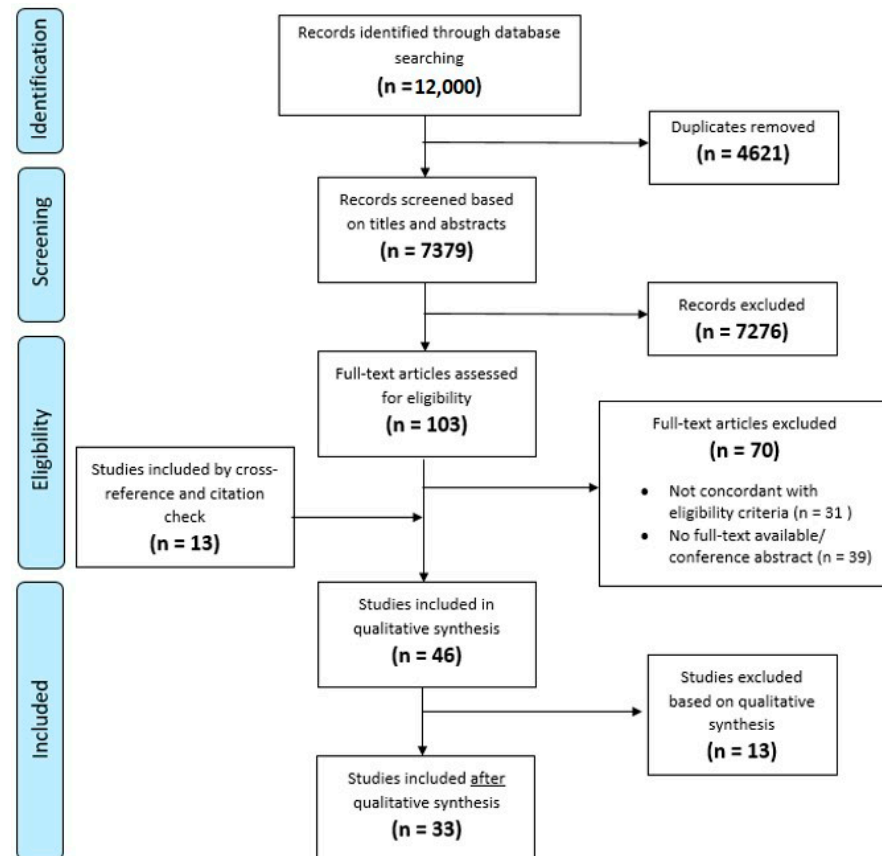 Identification
Records identified through database
searching
(n =12,000)
Duplicates removed
(n = 4621)
Screening
Records screened based
on titles and abstracts
(n = 7379)
Records excluded
(n = 7276)
Eligibility
Full-text articles assessed
for eligibility
(n = 103)
Full-text articles excluded
(n = 70)
• Not concordant with
eligibility criteria (n = 31 )
• No full-text available/
conference abstract (n = 39)
Studies included by cross-
reference and citation
check
(n = 13)
Included
Studies included in
qualitative synthesis
(n = 46)
Studies excluded
based on qualitative
synthesis
(n = 13)
Studies included after
qualitative synthesis
(n = 33)